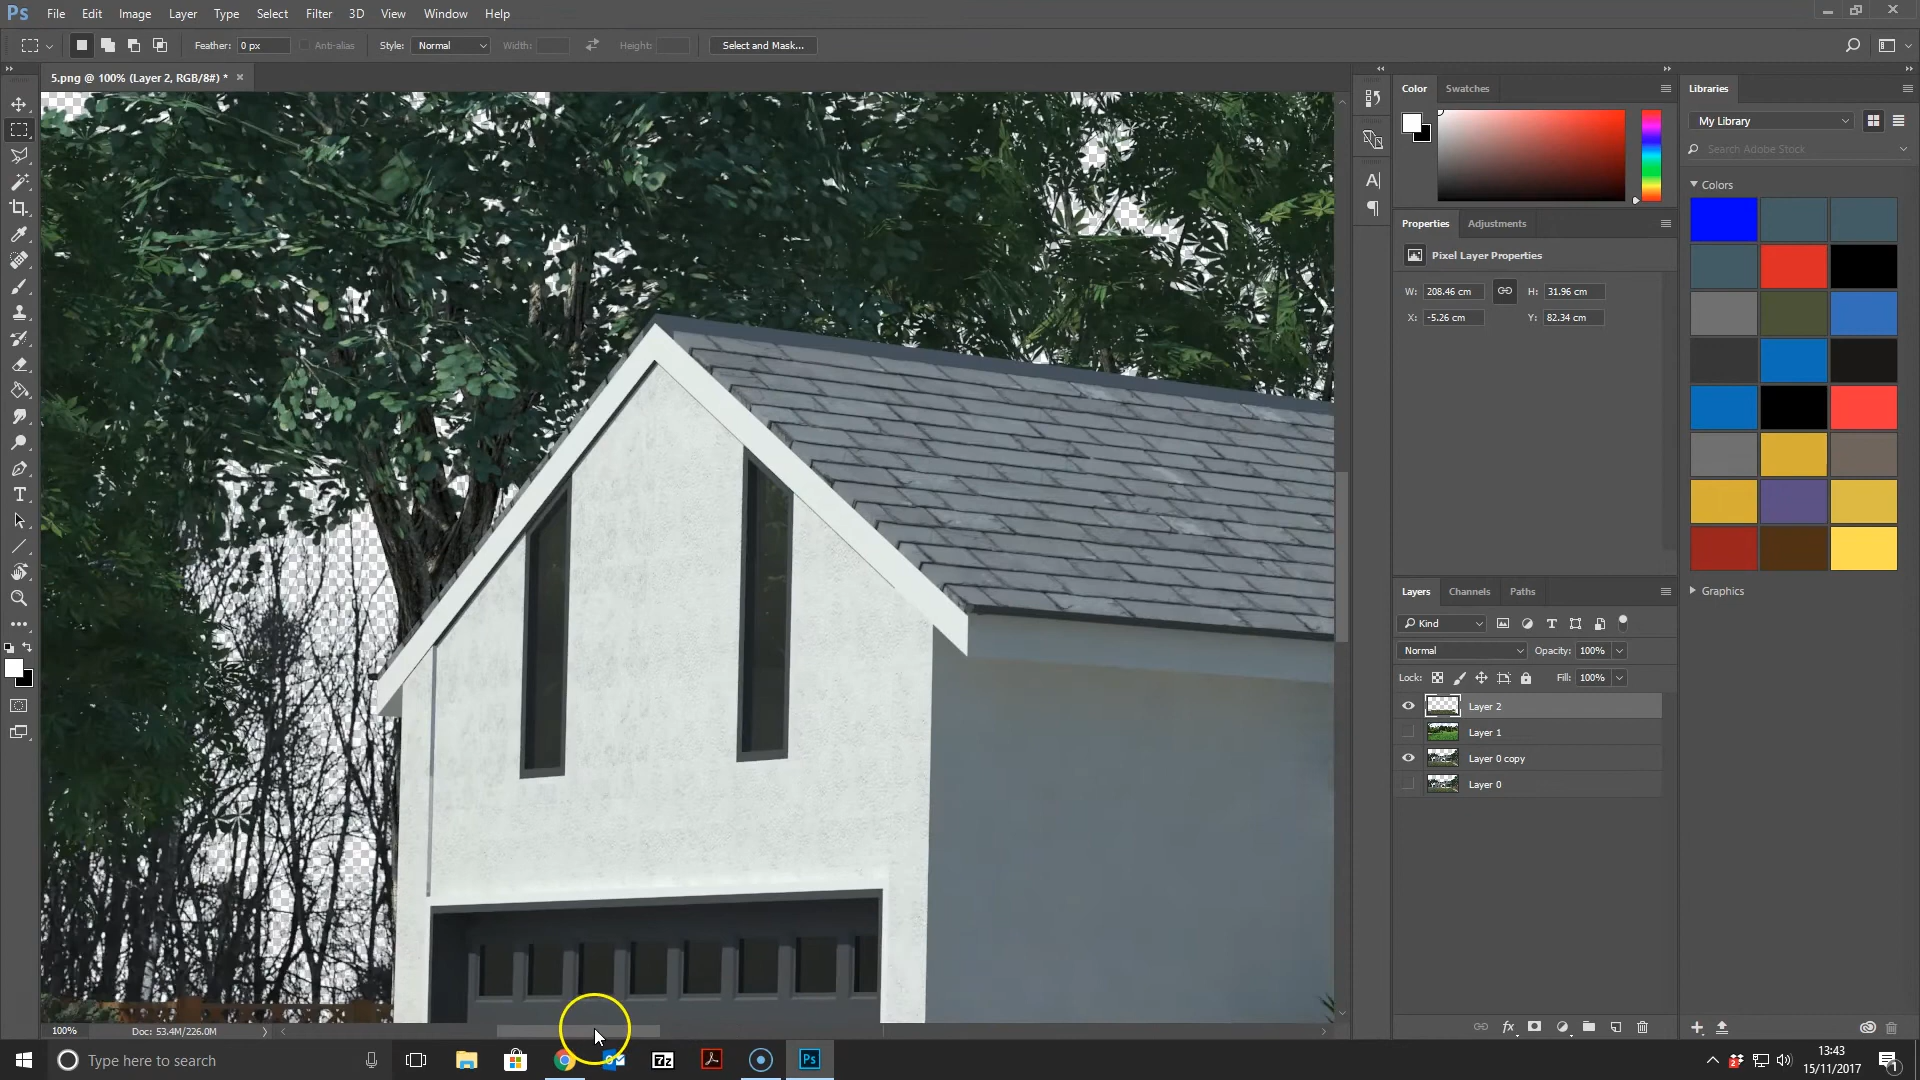 Ps File Edit Image Layer Type Select Filter 3D View Window Help
Feather: 0 px Anti-alias Style: Normal Width: Height: Select and Mask...
5.png @ 100% (Layer 2, RGB/8#) * ×
Color Swatches
Libraries
My Library
Search Adobe Stock
Colors
Properties Adjustments
Pixel Layer Properties
W: 208.46 cm H: 31.96 cm
X: -5.26 cm Y: 82.34 cm
Graphics
Layers Channels Paths
Kind
Normal Opacity: 100%
Lock: Fill: 100%
Layer 2
Layer 1
Layer 0 copy
Layer 0
100% Doc: 53.4M/226.0M
Type here to search
7z
Ps
13:43
15/11/2017